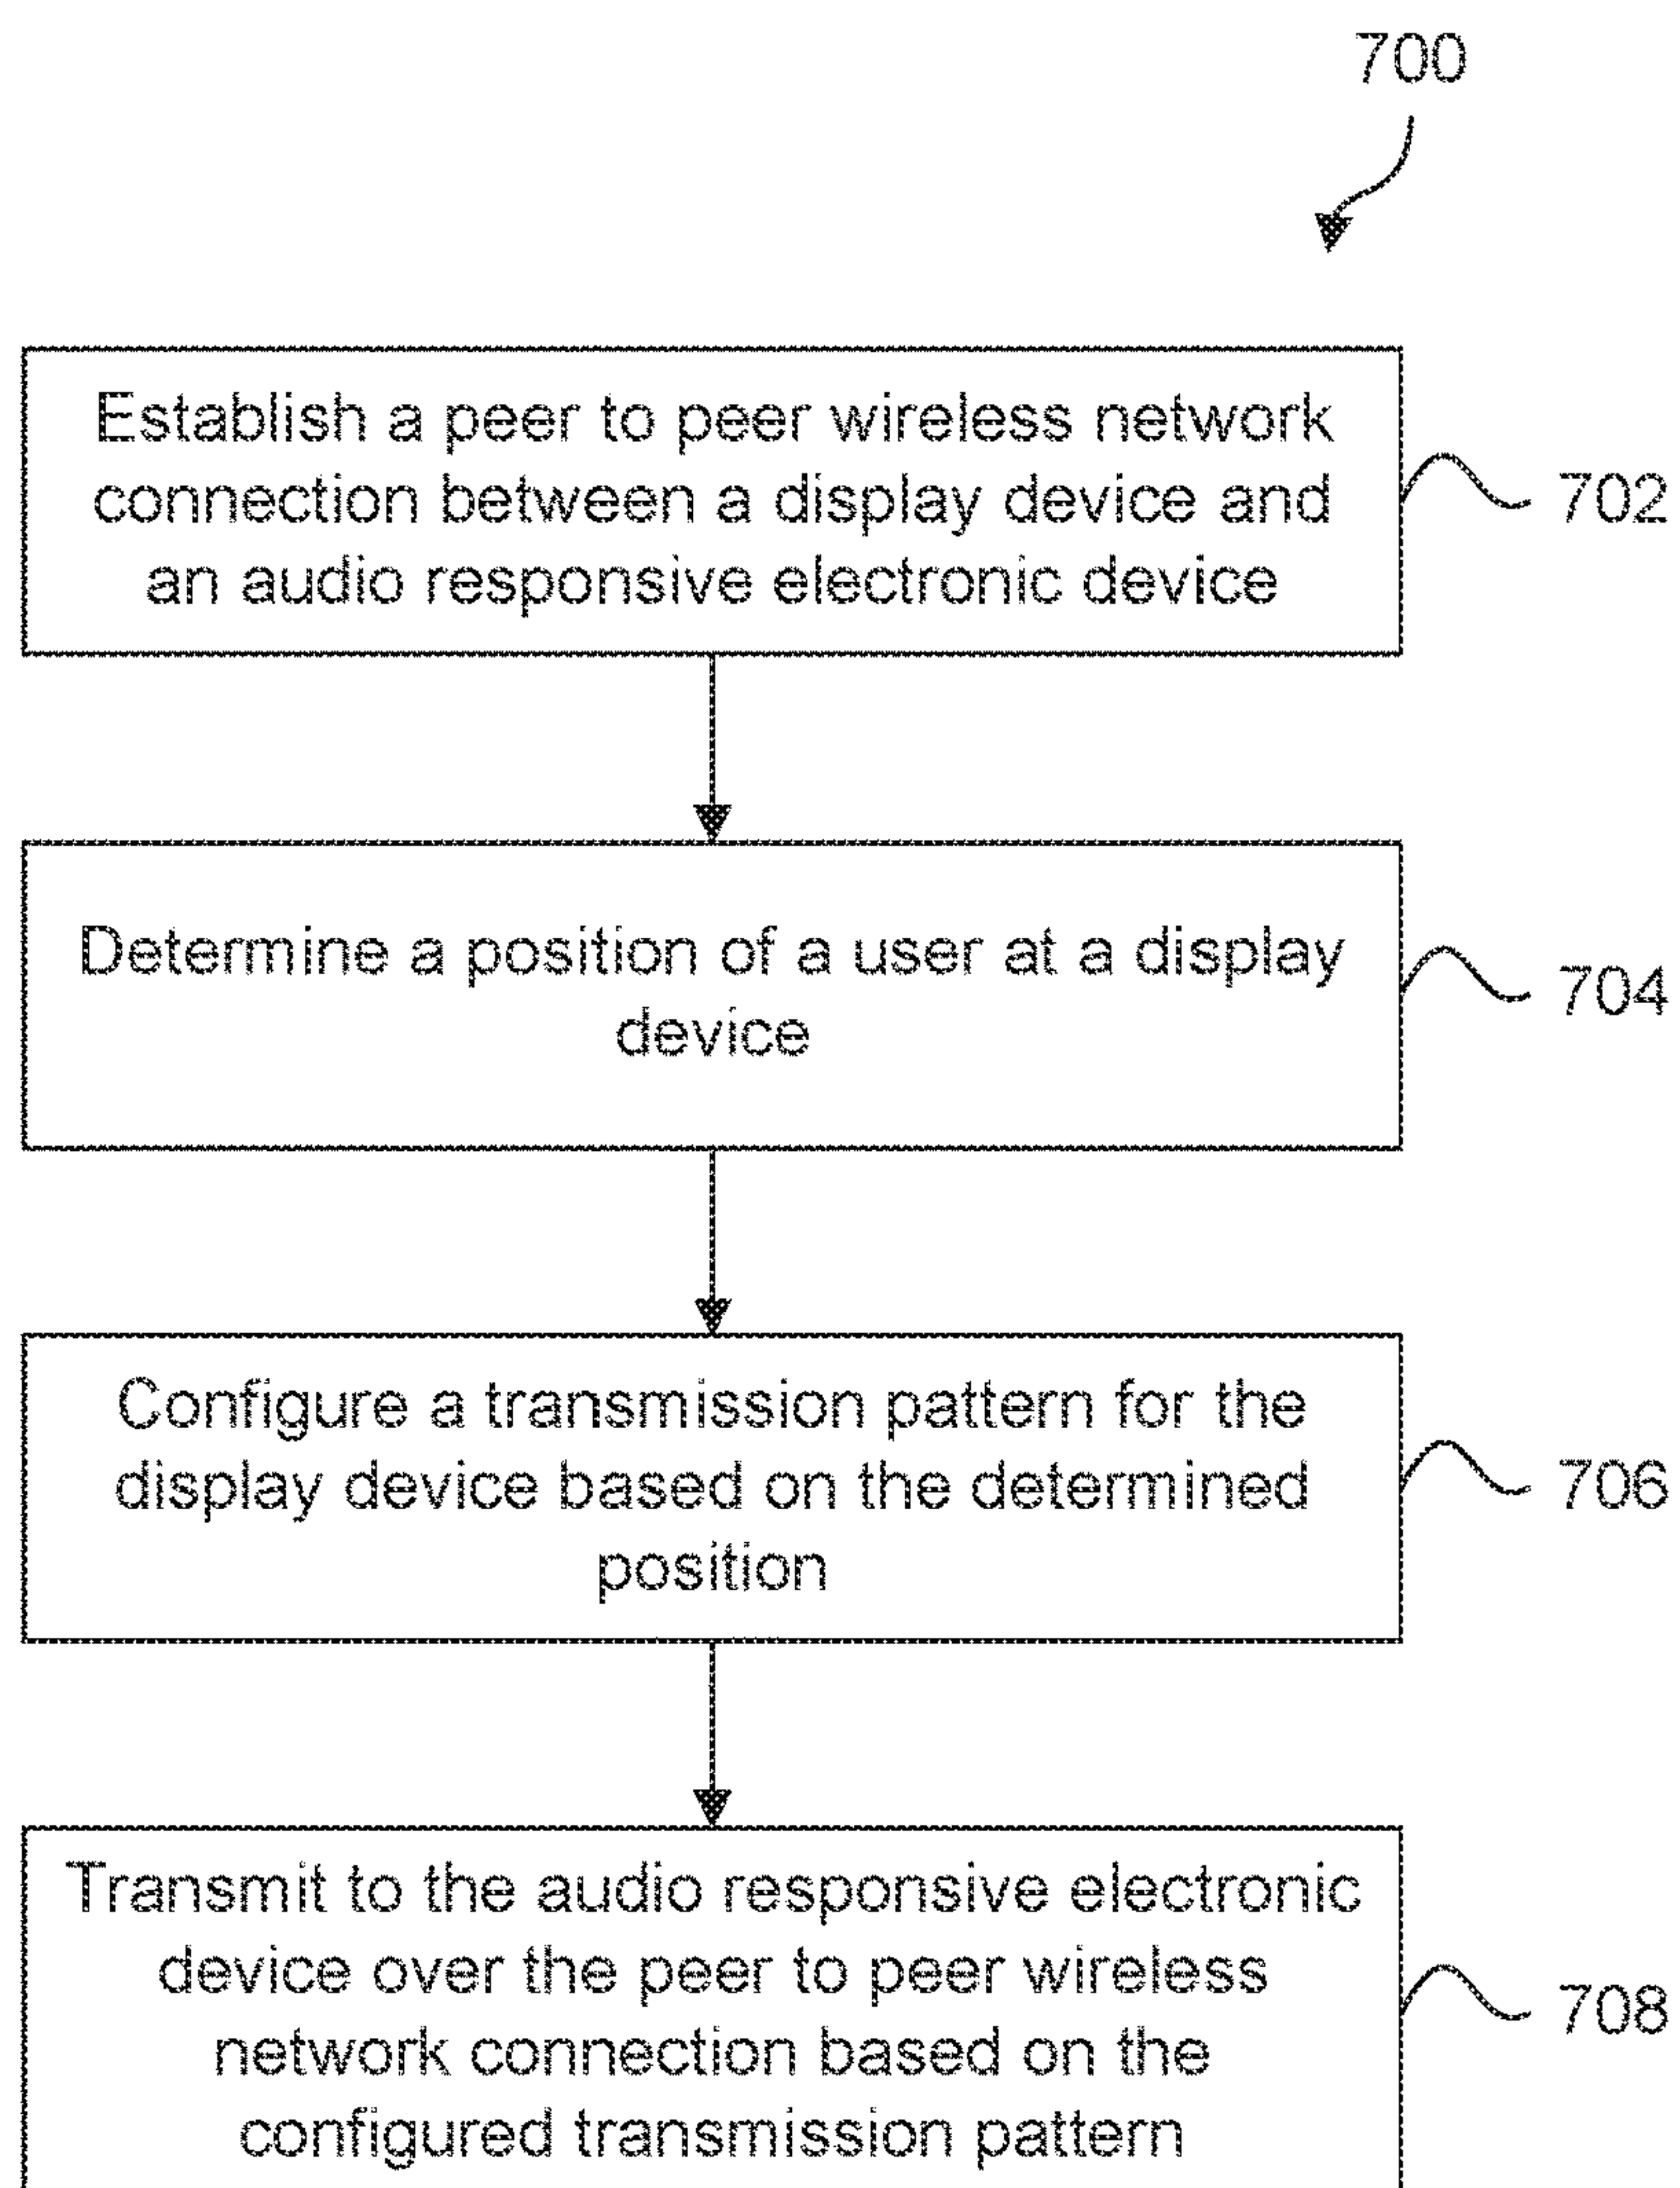 700
Establish a peer to peer wireless network
connection between a display device and
an audio responsive electronic device
702
Determine a position of a user at a display
device
704
Configure a transmission pattern for the
display device based on the determined
position
706
Transmit to the audio responsive electronic
device over the peer to peer wireless
network connection based on the
configured transmission pattern
708